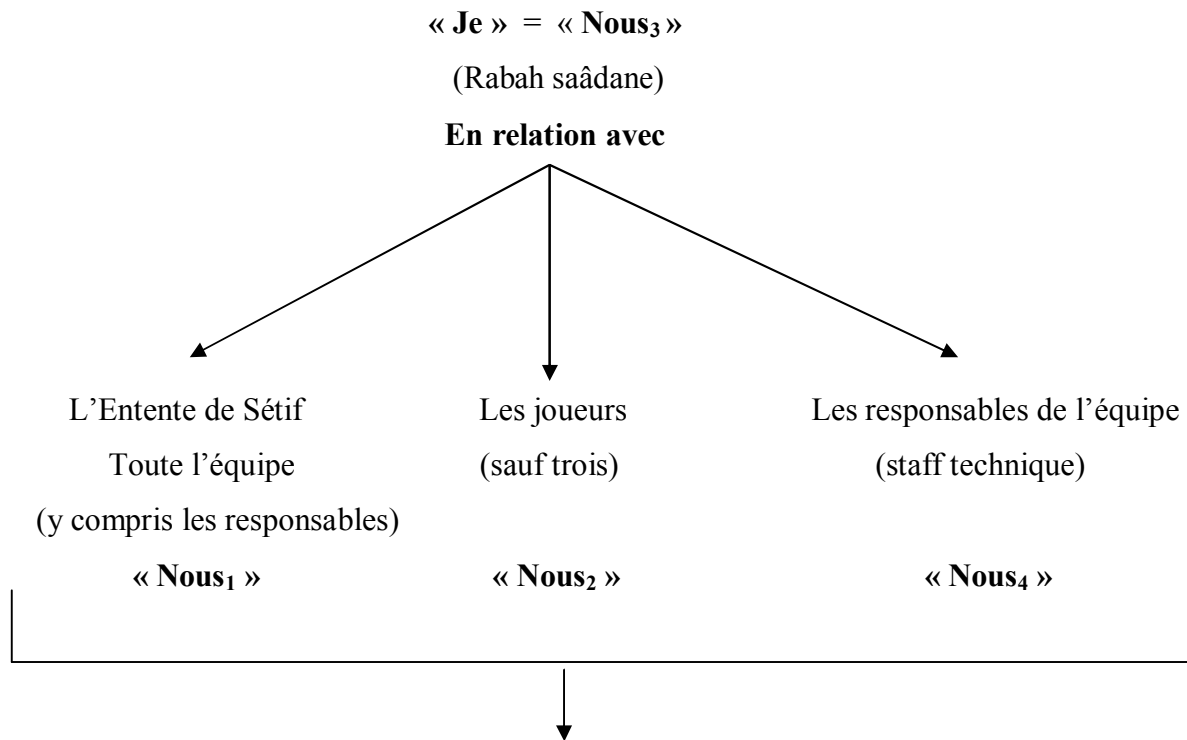 « Je » = « Nous₃ »
(Rabah saâdane)
En relation avec
L’Entente de Sétif
Toute l’équipe
(y compris les responsables)
« Nous₁ »
Les joueurs
(sauf trois)
« Nous₂ »
Les responsables de l’équipe
(staff technique)
« Nous₄ »